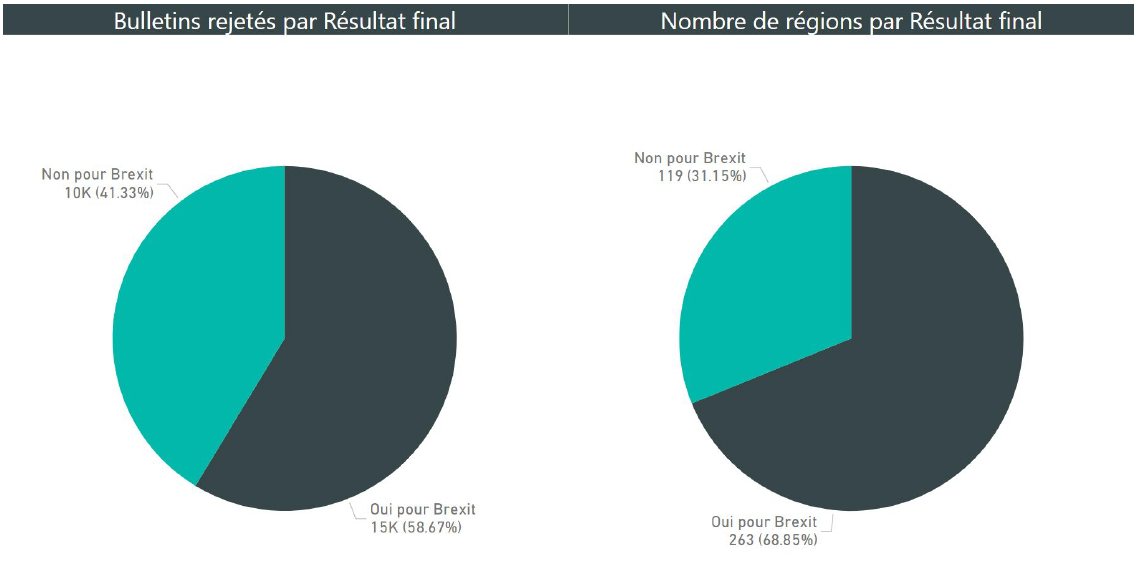 Bulletins rejetés par Résultat final
Nombre de régions par Résultat final
Non pour Brexit
10K (41.33%)
Oui pour Brexit
15K (58.67%)
Non pour Brexit
119 (31.15%)
Oui pour Brexit
263 (68.85%)